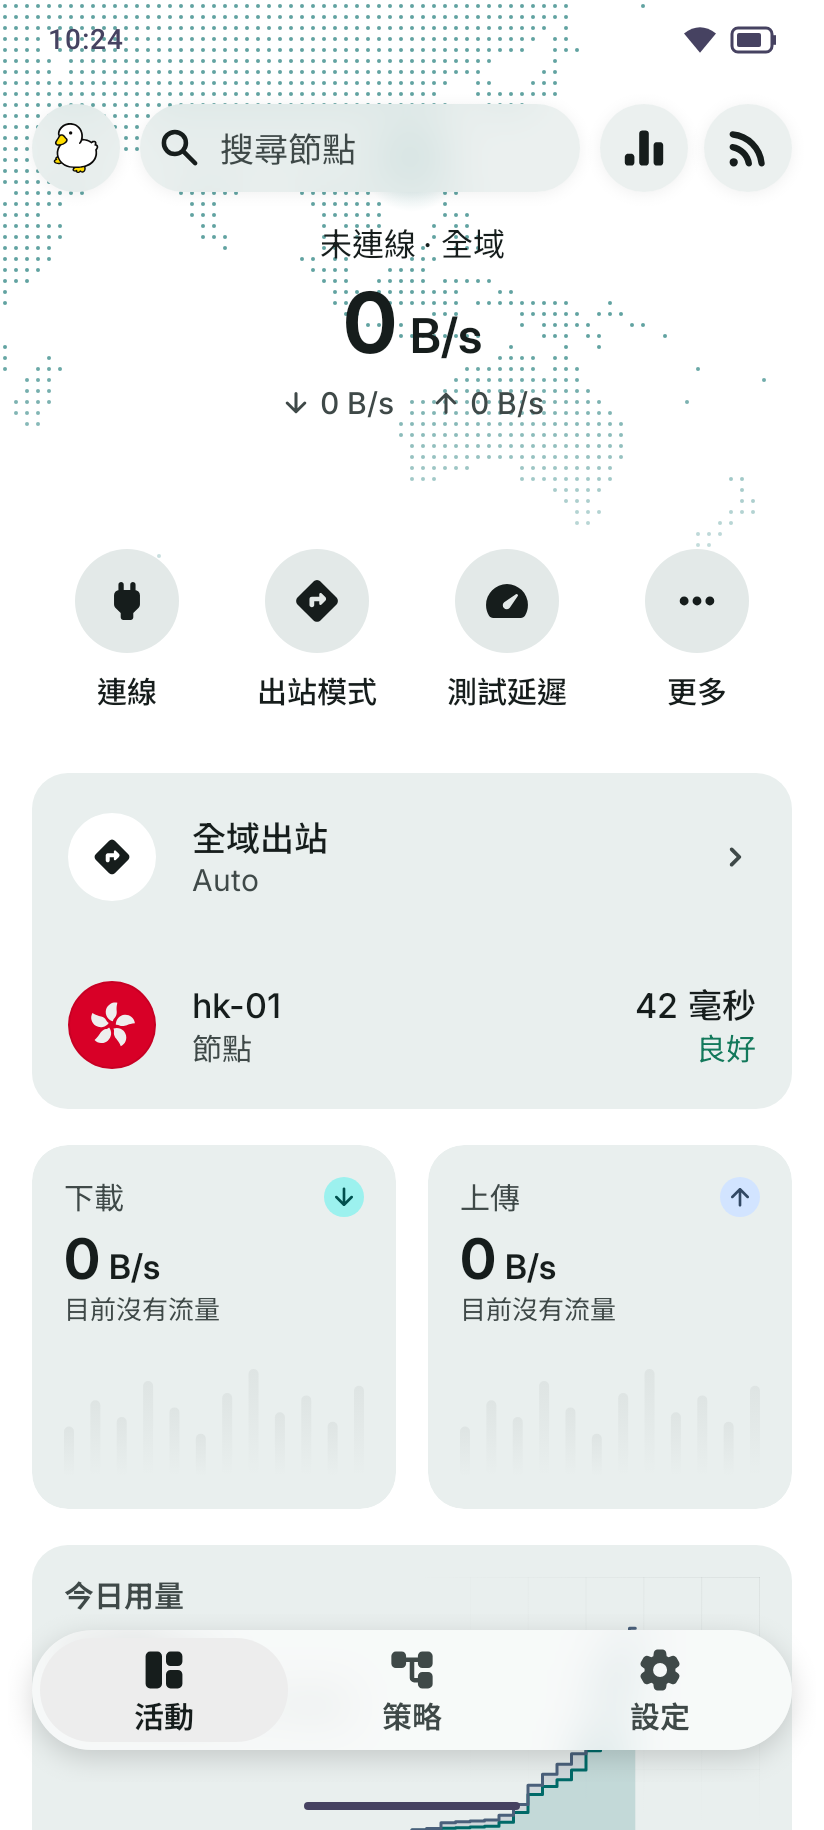 10:24
搜尋節點
未連線 · 全域
0 B/s
↓ 0 B/s ↑ 0 B/s
連線 出站模式 測試延遲 更多
全域出站
Auto
hk-01 42 毫秒
節點 良好
下載 上傳
0 B/s 0 B/s
目前沒有流量 目前沒有流量
今日用量
活動 策略 設定